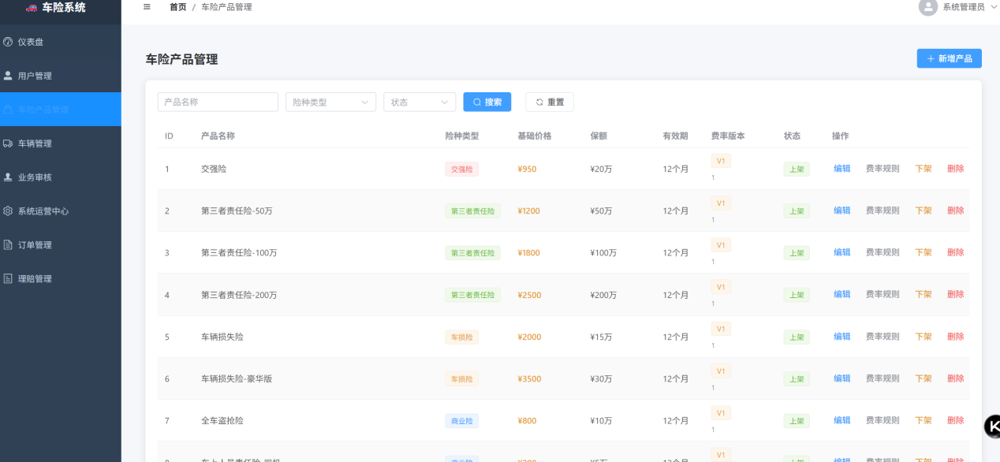 车险系统
首页 / 车险产品管理
系统管理员
仪表盘
用户管理
车险产品管理
车辆管理
业务审核
系统运营中心
订单管理
理赔管理
车险产品管理
新增产品
产品名称 险种类型 状态 搜索 重置
ID 产品名称 险种类型 基础价格 保额 有效期 费率版本 状态 操作
1 交强险 交强险 ¥950 ¥20万 12个月 V1 1 上架 编辑 费率规则 下架 删除
2 第三者责任险-50万 第三者责任险 ¥1200 ¥50万 12个月 V1 1 上架 编辑 费率规则 下架 删除
3 第三者责任险-100万 第三者责任险 ¥1800 ¥100万 12个月 V1 1 上架 编辑 费率规则 下架 删除
4 第三者责任险-200万 第三者责任险 ¥2500 ¥200万 12个月 V1 1 上架 编辑 费率规则 下架 删除
5 车辆损失险 车损险 ¥2000 ¥15万 12个月 V1 1 上架 编辑 费率规则 下架 删除
6 车辆损失险-豪华版 车损险 ¥3500 ¥30万 12个月 V1 1 上架 编辑 费率规则 下架 删除
7 全车盗抢险 商业险 ¥800 ¥10万 12个月 V1 1 上架 编辑 费率规则 下架 删除
V1
K